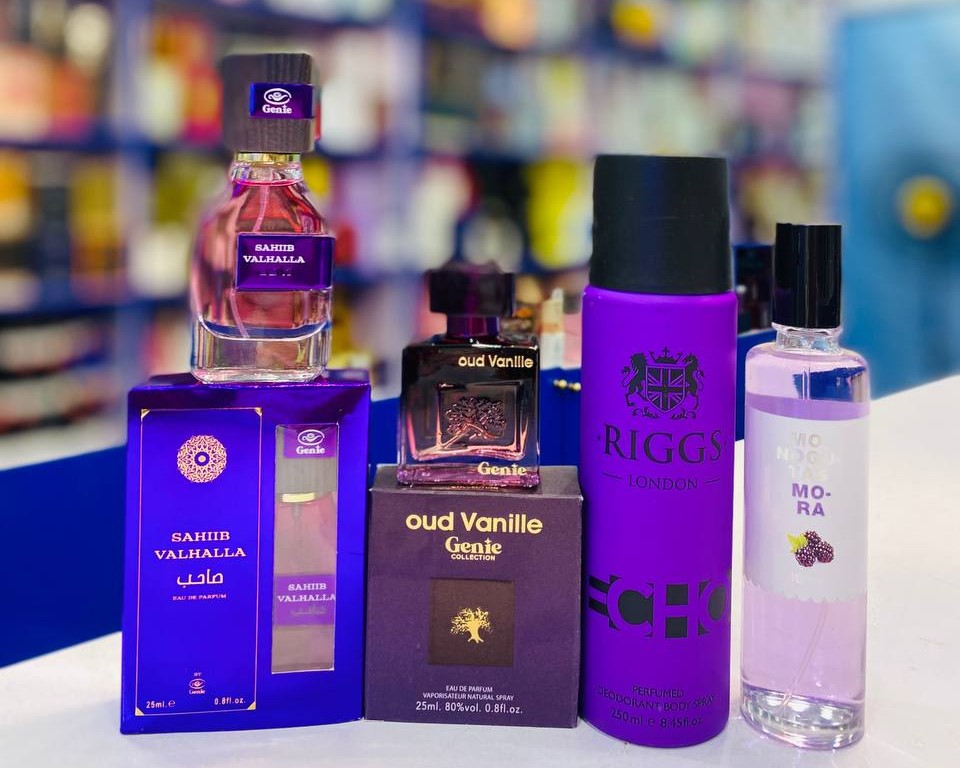 Genie
SAHIIB
VALHALLA
SAHIIB
VALHALLA
صاحب
EAU DE PARFUM
BY
Genie
25ml. e
0.8fl.oz.
Genie
SAHIIB
VALHALLA
oud Vanille
Genie
oud Vanille
Genie
COLLECTION
EAU DE PARFUM
VAPORISATEUR NATURAL SPRAY
25ml. 80%vol. 0.8fl.oz.
RIGGS
LONDON
ECHO
PERFUMED
DEODORANT BODY SPRAY
250ml e 8.45fl.oz.
MO-
RA